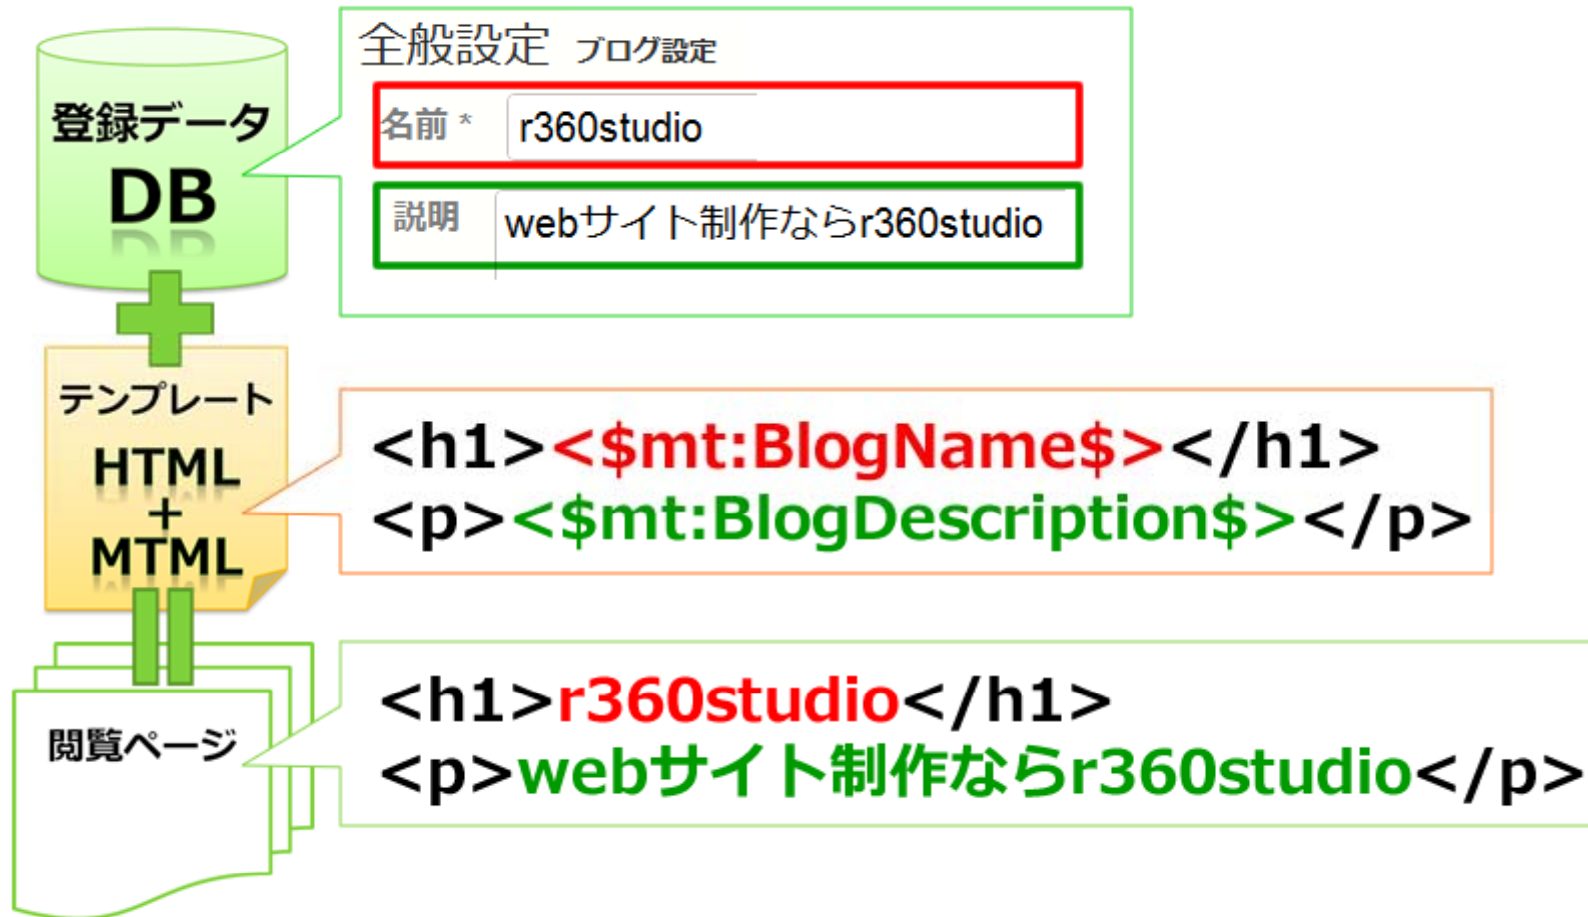 登録データ
DB
全般設定 ブログ設定
名前 * r360studio
説明 webサイト制作ならr360studio
テンプレート
HTML
+
MTML
<h1><$mt:BlogName$></h1>
<p><$mt:BlogDescription$></p>
閲覧ページ
<h1>r360studio</h1>
<p>webサイト制作ならr360studio</p>